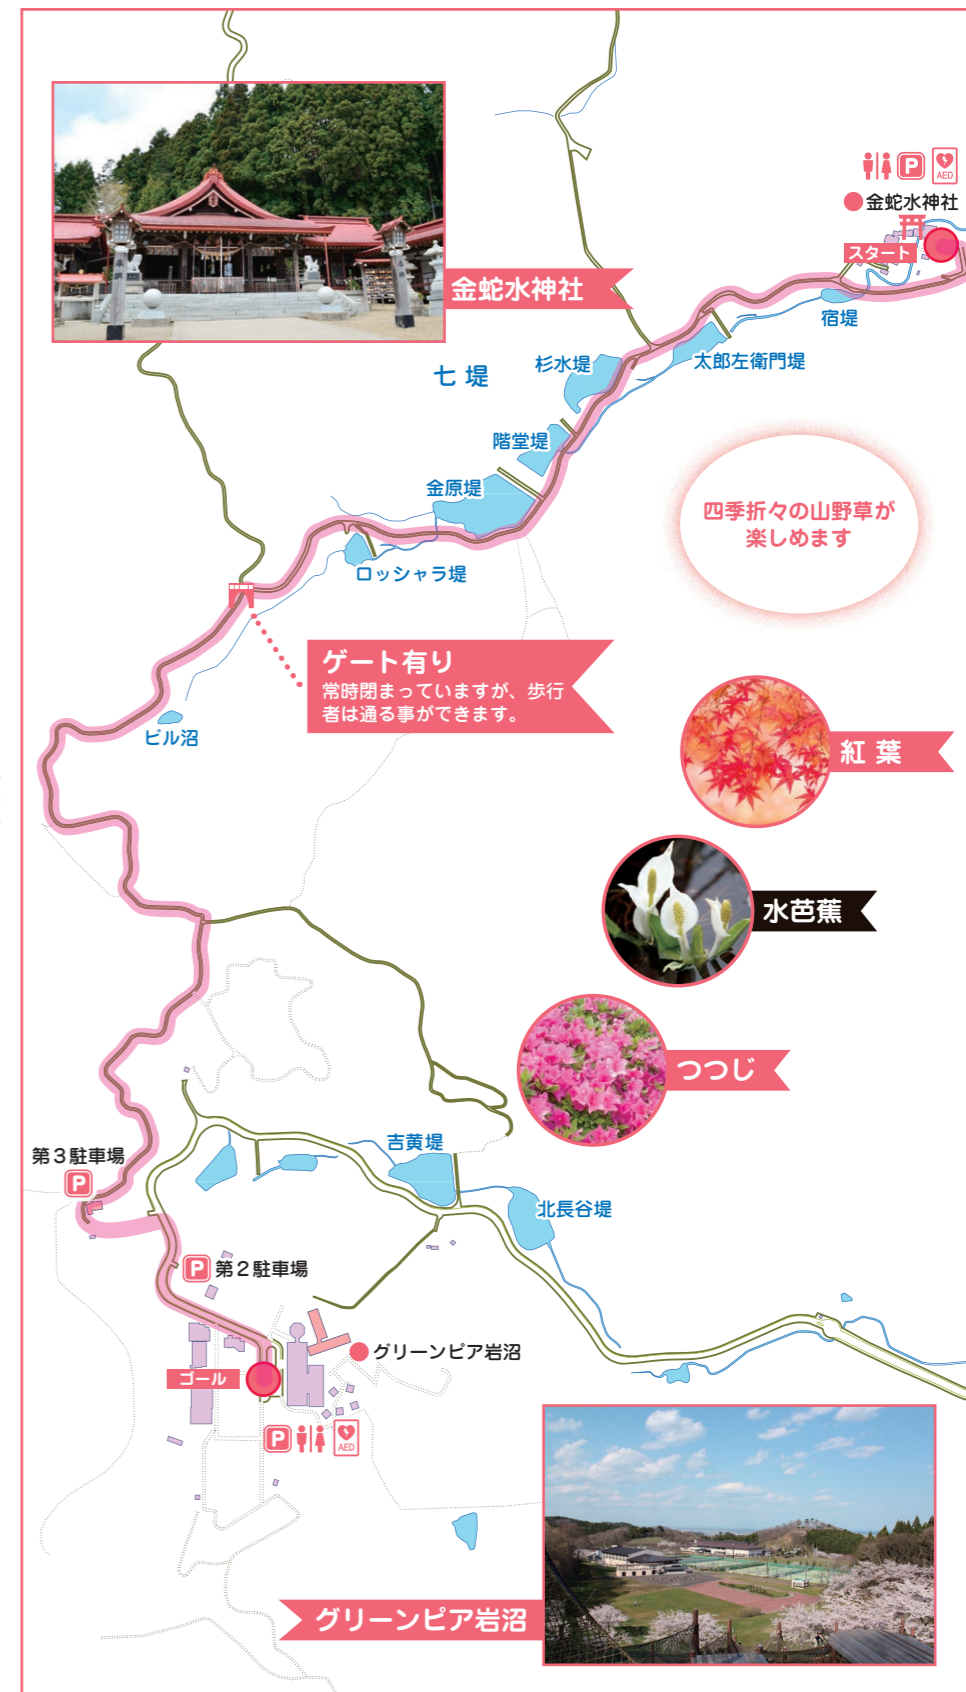 AED
金蛇水神社
スタート
金蛇水神社
宿堤
太郎左衛門堤
杉水堤
七 堤
階堂堤
金原堤
ロッシャラ堤
四季折々の山野草が
楽しめます
ゲート有り
常時閉まっていますが、歩行
者は通る事ができます。
ビル沼
紅 葉
水芭蕉
つつじ
吉黄堤
第3駐車場
P
北長谷堤
P
第2駐車場
グリーンピア岩沼
ゴール
P
AED
グリーンピア岩沼
P